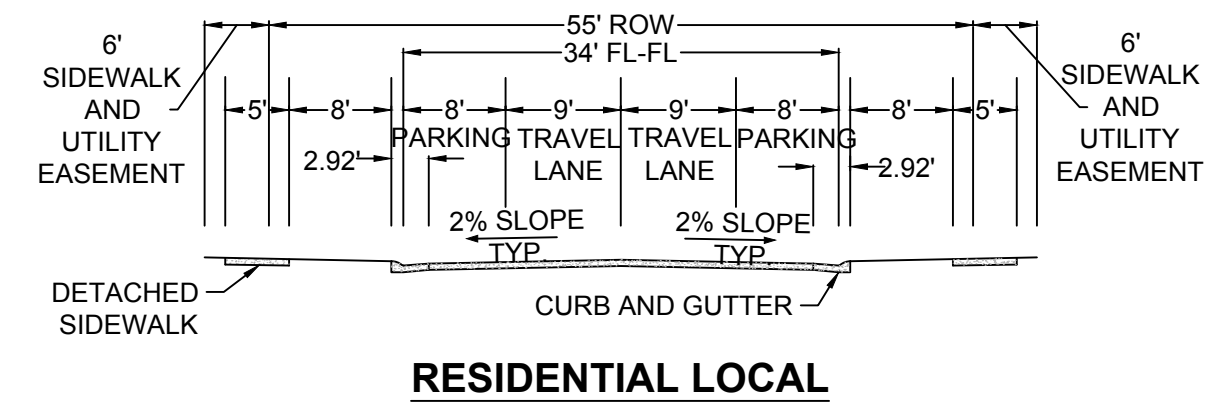 55' ROW
34' FL-FL
6'
SIDEWALK
AND
UTILITY
EASEMENT
5'
8'
8'
PARKING
9'
TRAVEL
LANE
9'
TRAVEL
LANE
8'
PARKING
8'
5'
6'
SIDEWALK
AND
UTILITY
EASEMENT
2.92'
2.92'
2% SLOPE
TYP.
2% SLOPE
TYP.
DETACHED
SIDEWALK
CURB AND GUTTER
RESIDENTIAL LOCAL